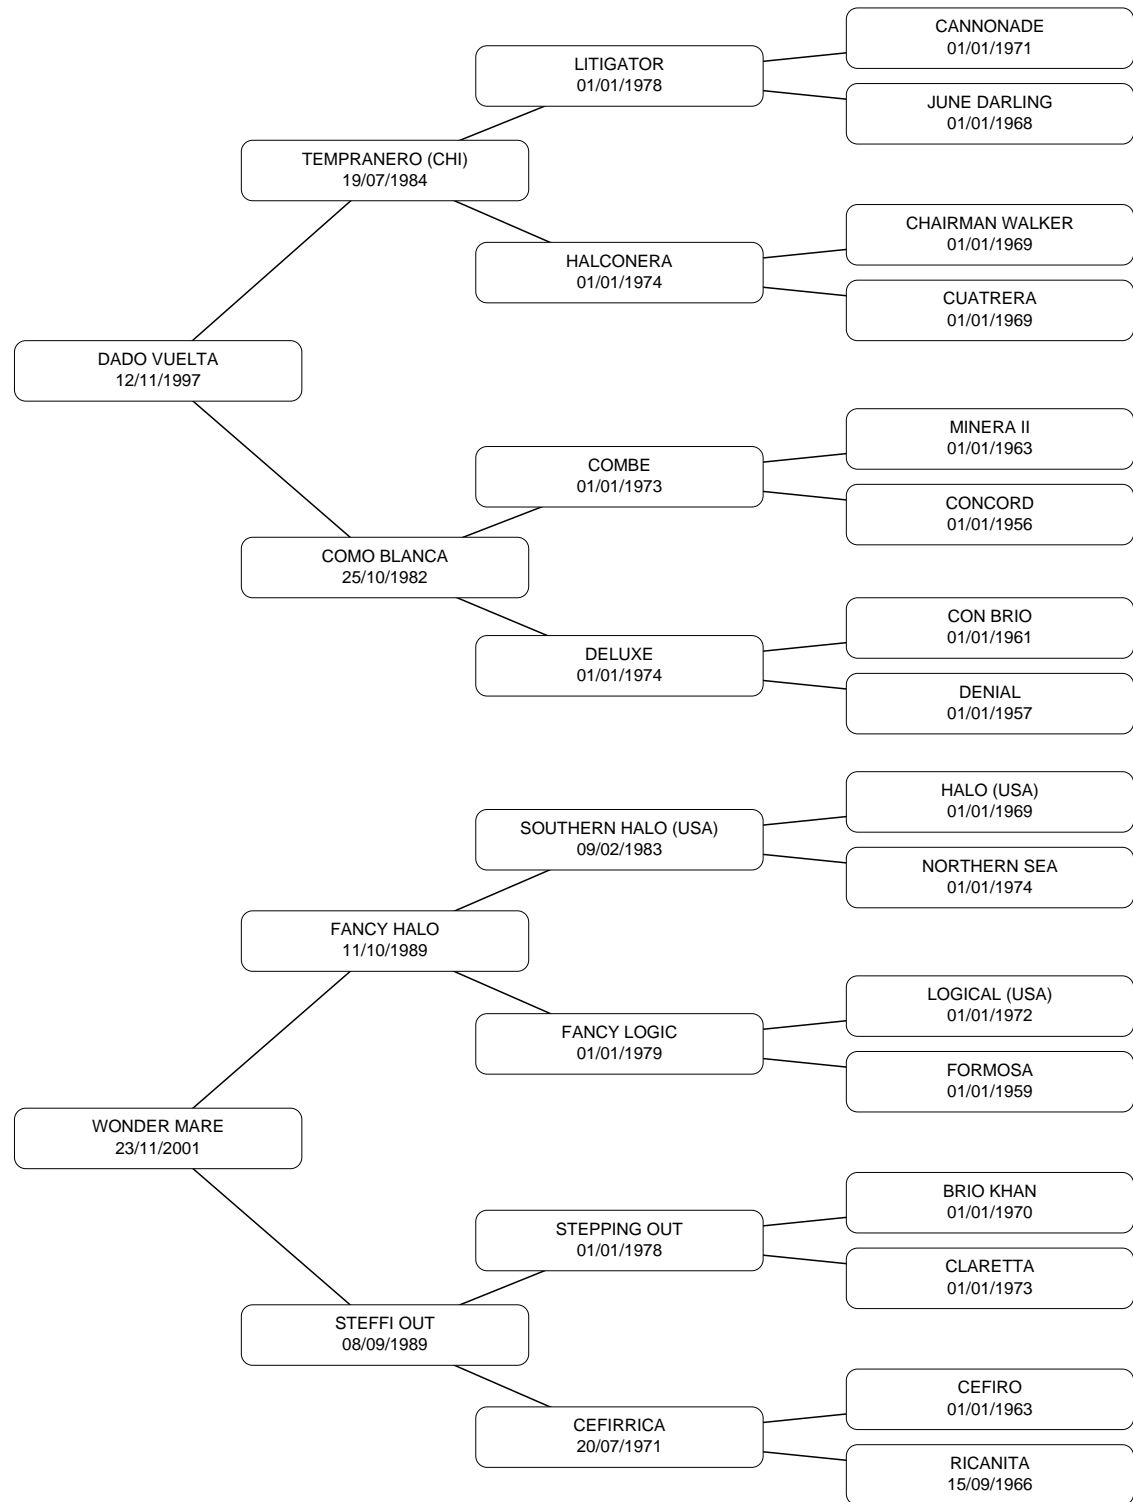 CANNONADE
01/01/1971
LITIGATOR
01/01/1978
JUNE DARLING
01/01/1968
TEMPRANERO (CHI)
19/07/1984
CHAIRMAN WALKER
01/01/1969
HALCONERA
01/01/1974
CUATRERA
01/01/1969
DADO VUELTA
12/11/1997
MINERA II
01/01/1963
COMBE
01/01/1973
CONCORD
01/01/1956
COMO BLANCA
25/10/1982
CON BRIO
01/01/1961
DELUXE
01/01/1974
DENIAL
01/01/1957
HALO (USA)
01/01/1969
SOUTHERN HALO (USA)
09/02/1983
NORTHERN SEA
01/01/1974
FANCY HALO
11/10/1989
LOGICAL (USA)
01/01/1972
FANCY LOGIC
01/01/1979
FORMOSA
01/01/1959
WONDER MARE
23/11/2001
BRIO KHAN
01/01/1970
STEPPING OUT
01/01/1978
CLARETTA
01/01/1973
STEFFI OUT
08/09/1989
CEFIRO
01/01/1963
CEFIRRICA
20/07/1971
RICANITA
15/09/1966